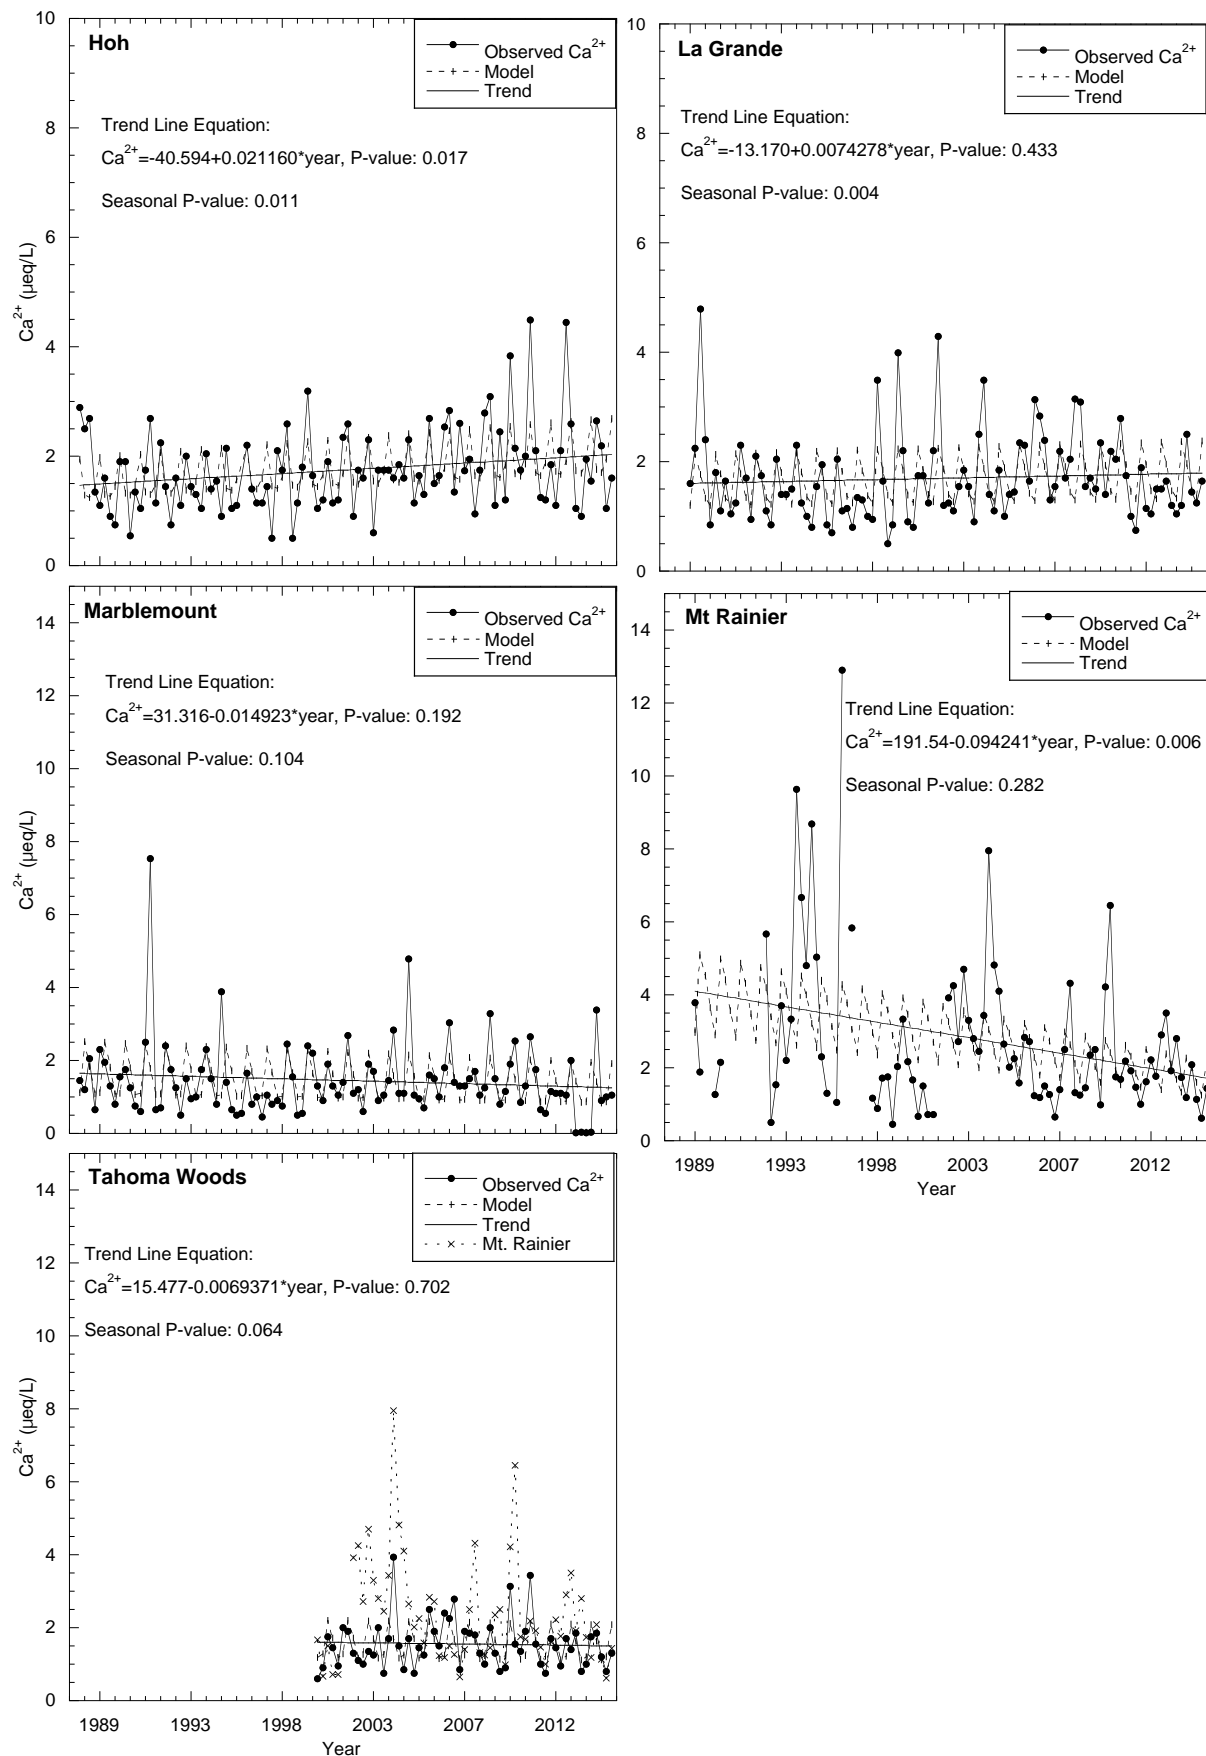 Hoh
Observed Ca2+
Model
Trend
Trend Line Equation:
Ca2+=-40.594+0.021160*year, P-value: 0.017
Seasonal P-value: 0.011
Ca2+ (µeq/L)
10
8
6
4
2
0
La Grande
Observed Ca2+
Model
Trend
Trend Line Equation:
Ca2+=-13.170+0.0074278*year, P-value: 0.433
Seasonal P-value: 0.004
10
8
6
4
2
0
Marblemount
Observed Ca2+
Model
Trend
Trend Line Equation:
Ca2+=31.316-0.014923*year, P-value: 0.192
Seasonal P-value: 0.104
Ca2+ (µeq/L)
14
12
10
8
6
4
2
0
Mt Rainier
Observed Ca2+
Model
Trend
Trend Line Equation:
Ca2+=191.54-0.094241*year, P-value: 0.006
Seasonal P-value: 0.282
14
12
10
8
6
4
2
0
1989 1993 1998 2003 2007 2012
Year
Tahoma Woods
Observed Ca2+
Model
Trend
Mt. Rainier
Trend Line Equation:
Ca2+=15.477-0.0069371*year, P-value: 0.702
Seasonal P-value: 0.064
Ca2+ (µeq/L)
14
12
10
8
6
4
2
0
1989 1993 1998 2003 2007 2012
Year